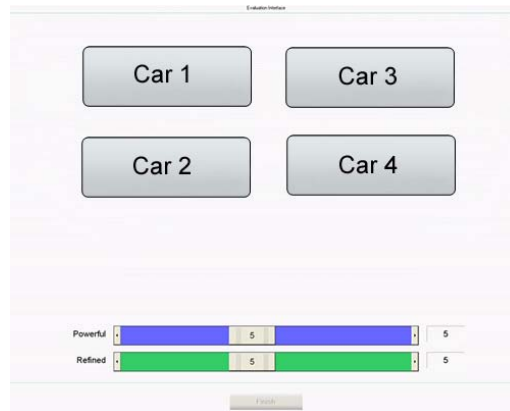 Evaluation Interface
Car 1
Car 3
Car 2
Car 4
Powerful 5 5
Refined 5 5
Finish